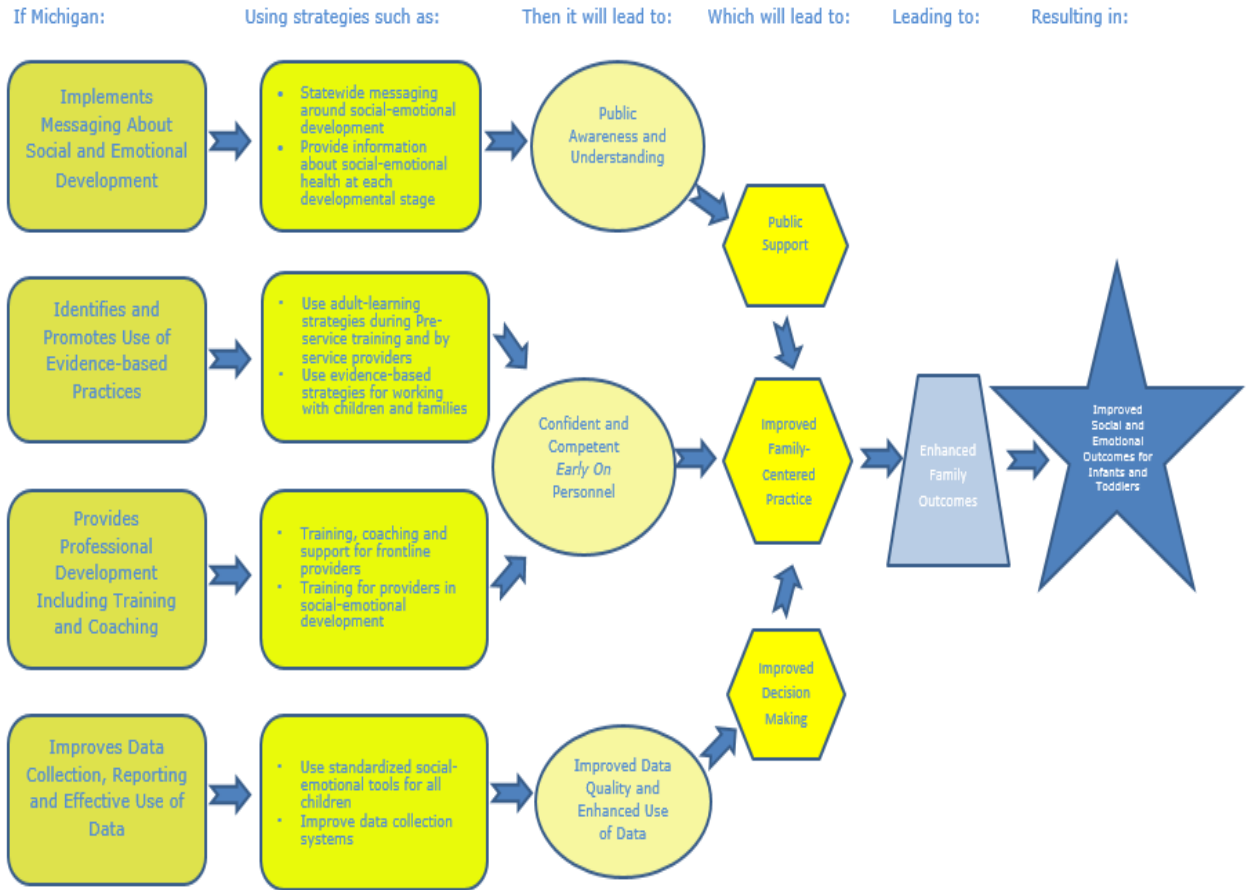 If Michigan:
Using strategies such as:
Then it will lead to:
Which will lead to:
Leading to:
Resulting in:
Implements
Messaging About
Social and Emotional
Development
• Statewide messaging
around social-emotional
development
• Provide information
about social-emotional
health at each
developmental stage
Public
Awareness and
Understanding
Public
Support
Identifies and
Promotes Use of
Evidence-based
Practices
• Use adult-learning
strategies during Pre-
service training and by
service providers
• Use evidence-based
strategies for working
with children and families
Confident and
Competent
Early On
Personnel
Improved
Family-
Centered
Practice
Enhanced
Family
Outcomes
Improved
Social and
Emotional
Outcomes for
Infants and
Toddlers
Provides
Professional
Development
Including Training
and Coaching
• Training, coaching and
support for frontline
providers
• Training for providers in
social-emotional
development
Improved
Decision
Making
Improves Data
Collection, Reporting
and Effective Use of
Data
• Use standardized social-
emotional tools for all
children
• Improve data collection
systems
Improved Data
Quality and
Enhanced Use
of Data